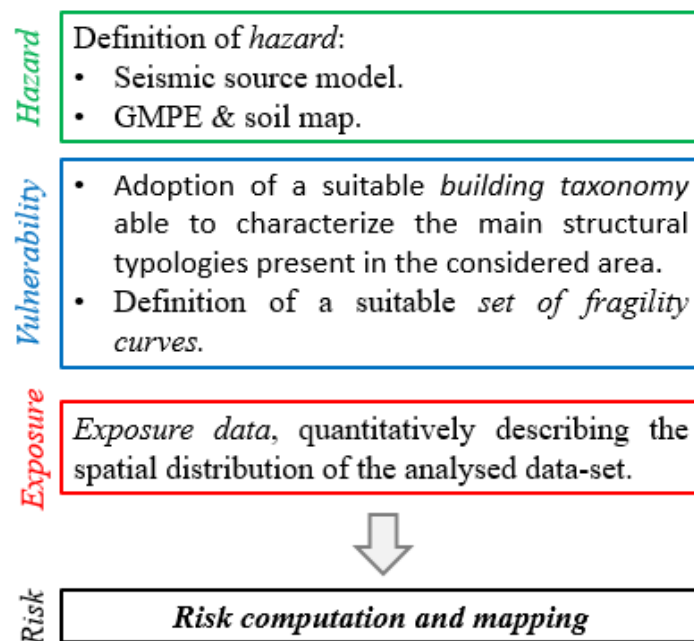 Hazard
Definition of hazard:
• Seismic source model.
• GMPE & soil map.
Vulnerability
• Adoption of a suitable building taxonomy
able to characterize the main structural
typologies present in the considered area.
• Definition of a suitable set of fragility
curves.
Exposure
Exposure data, quantitatively describing the
spatial distribution of the analysed data-set.
Risk
Risk computation and mapping